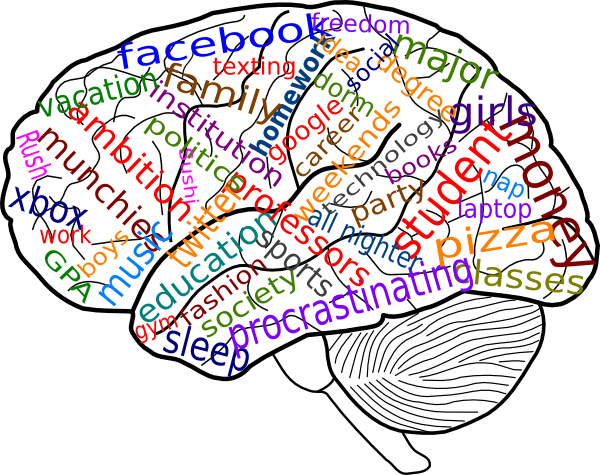 facebook
freedom
homework
idea
social
major
texting
vacation
family
dorm
degree
institution
google
girls
career
ambition
politics
weekends
technology
Rush
munchies
sushi
books
student
money
xbox
twitter
professors
party
nap
laptop
work
boys
music
education
all nighter
pizza
GPA
sports
classes
fashion
society
procrastinating
gym
sleep